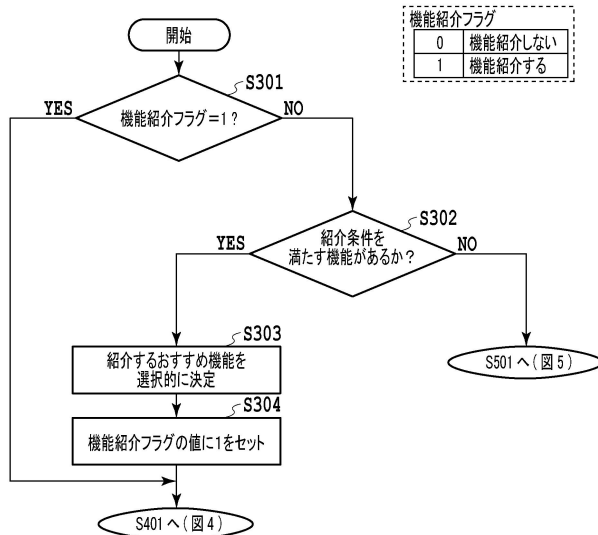 開始
機能紹介フラグ
0 機能紹介しない
1 機能紹介する
S301
YES
機能紹介フラグ＝1？
NO
S302
YES
紹介条件を
満たす機能があるか？
NO
S303
紹介するおすすめ機能を
選択的に決定
S501へ(図5)
S304
機能紹介フラグの値に1をセット
S401へ(図4)